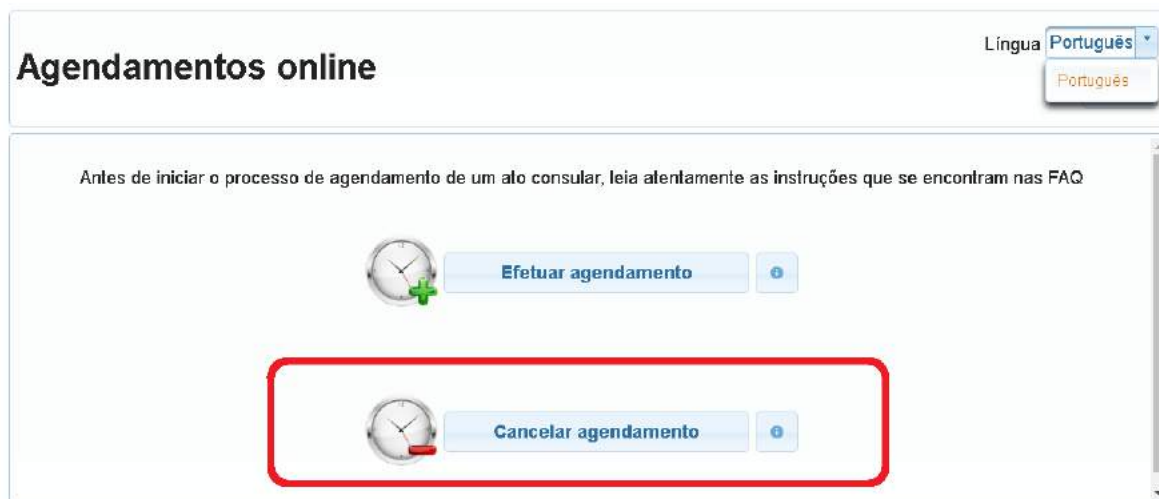 Agendamentos online
Língua Português
Português
Antes de iniciar o processo de agendamento de um ato consular, leia atentamente as instruções que se encontram nas FAQ
Efetuar agendamento
Cancelar agendamento